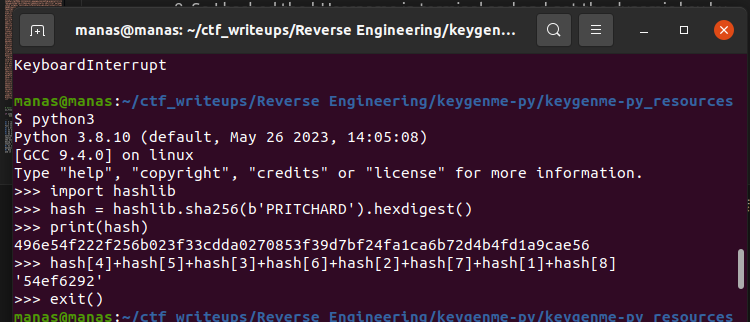 manas@manas: ~/ctf_writeups/Reverse Engineering/keygen...
KeyboardInterrupt
manas@manas:~/ctf_writeups/Reverse Engineering/keygenme-py/keygenme-py_resources
$ python3
Python 3.8.10 (default, May 26 2023, 14:05:08)
[GCC 9.4.0] on linux
Type "help", "copyright", "credits" or "license" for more information.
>>> import hashlib
>>> hash = hashlib.sha256(b'PRITCHARD').hexdigest()
>>> print(hash)
496e54f222f256b023f33cdda0270853f39d7bf24fa1ca6b72d4b4fd1a9cae56
>>> hash[4]+hash[5]+hash[3]+hash[6]+hash[2]+hash[7]+hash[1]+hash[8]
'54ef6292'
>>> exit()
manas@manas:~/ctf_writeups/Reverse Engineering/keygenme-py/keygenme-py_resources